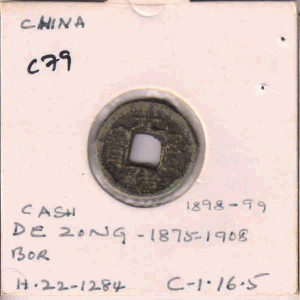 CHINA
C79
CASH 1898-99
DE ZONG - 1875-1908
BOR
H.22-1284 C-1.16.5